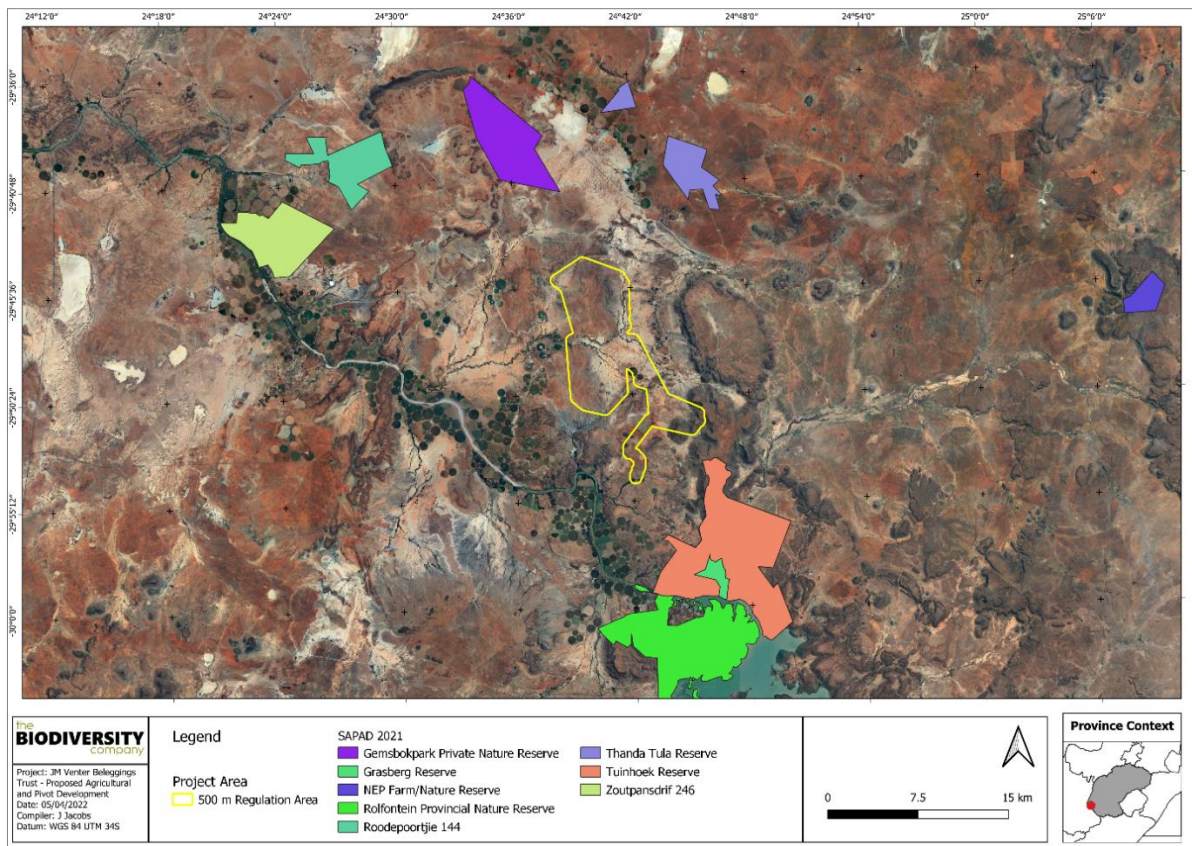 24°12'0" 24°18'0" 24°24'0" 24°30'0" 24°36'0" 24°42'0" 24°48'0" 24°54'0" 25°0'0" 25°6'0"
-29°36'0"
-29°40'48"
-29°45'36"
-29°50'24"
-29°55'12"
-30°0'0"
the
BIODIVERSITY
company
Project: JM Venter Beleggings
Trust - Proposed Agricultural
and Pivot Development
Date: 05/04/2022
Compiler: J Jacobs
Datum: WGS 84 UTM 34S
Legend
Project Area
500 m Regulation Area
SAPAD 2021
Gemsbokpark Private Nature Reserve
Grasberg Reserve
NEP Farm/Nature Reserve
Rolfontein Provincial Nature Reserve
Roodepoortjie 144
Thanda Tula Reserve
Tuinhoek Reserve
Zoutpansdrif 246
0 7.5 15 km
Province Context